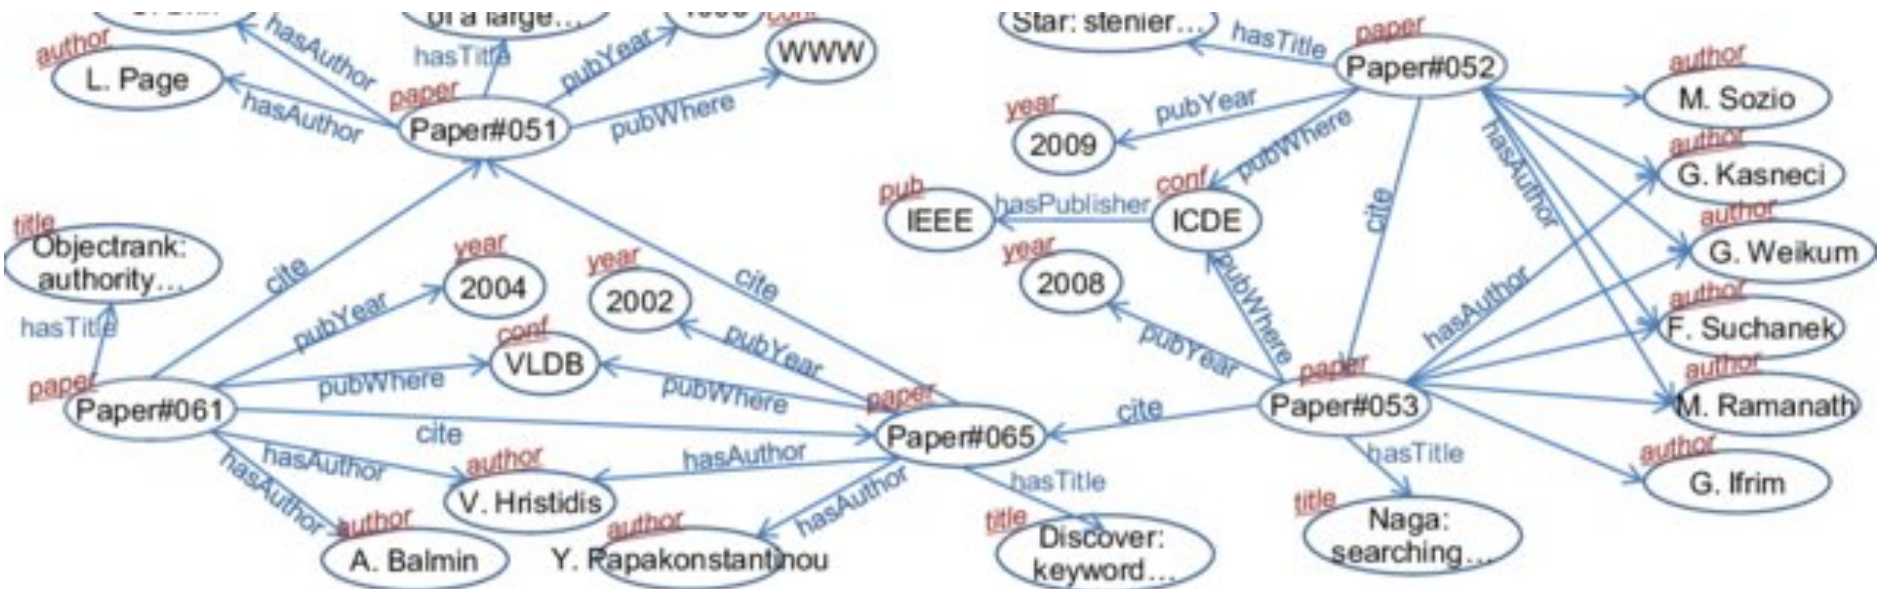 of a large...
Star: stenier...
hasTitle
paper
author
hasAuthor
hasTitle
pubYear
WWW
Paper#052
author
L. Page
paper
pubYear
M. Sozio
hasAuthor
Paper#051
pubWhere
year
2009
pubWhere
hasAuthor
author
G. Kasneci
pub
IEEE
hasPublisher
conf
ICDE
cite
author
G. Weikum
title
Objectrank:
authority...
cite
year
2004
year
2002
cite
year
2008
pubWhere
hasAuthor
author
F. Suchanek
hasTitle
pubYear
conf
VLDB
pubYear
pubYear
author
M. Ramanath
paper
Paper#061
pubWhere
pubWhere
paper
Paper#065
cite
paper
Paper#053
cite
hasAuthor
hasAuthor
author
V. Hristidis
hasAuthor
hasAuthor
hasTitle
hasTitle
author
G. Ifrim
author
A. Balmin
author
Y. Papakonstantinou
title
Discover:
keyword...
title
Naga:
searching...